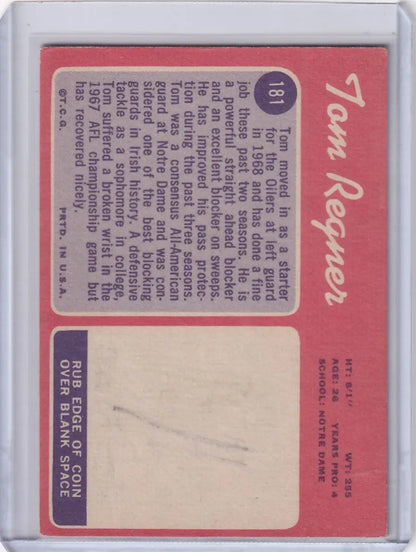 Tom Regner
HT: 6'1" WT: 255
AGE: 26 YEARS PRO: 4
SCHOOL: NOTRE DAME
181
Tom moved in as a starter
for the Oilers at left guard
in 1968 and has done a fine
job these past two seasons. He is
a powerful straight ahead blocker
and an excellent blocker on sweeps.
He has improved his pass protec-
tion during the past three seasons.
Tom was a consensus All-American
guard at Notre Dame and was con-
sidered one of the best blocking
guards in Irish history. A defensive
tackle as a sophomore in college,
Tom suffered a broken wrist in the
1967 AFL championship game but
has recovered nicely.
©T.C.G. PRTD. IN U.S.A.
RUB EDGE OF COIN
OVER BLANK SPACE